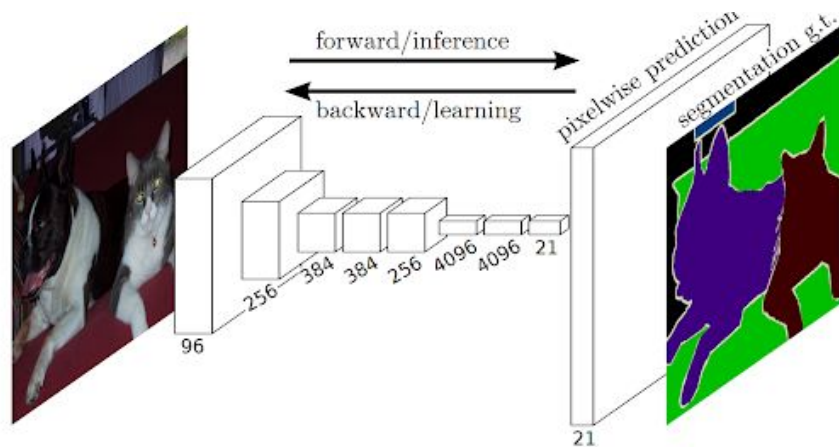 forward/inference
backward/learning
pixelwise prediction
segmentation g.t.
96
256
384
384
256
4096
4096
21
21